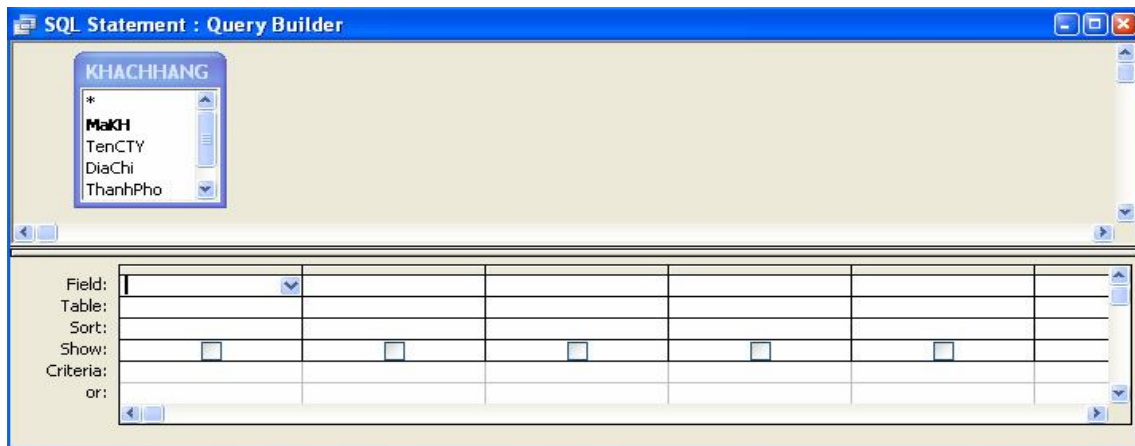 SQL Statement : Query Builder
KHACHHANG
*
MaKH
TenCTY
DiaChi
ThanhPho
Field:
Table:
Sort:
Show:
Criteria:
or: